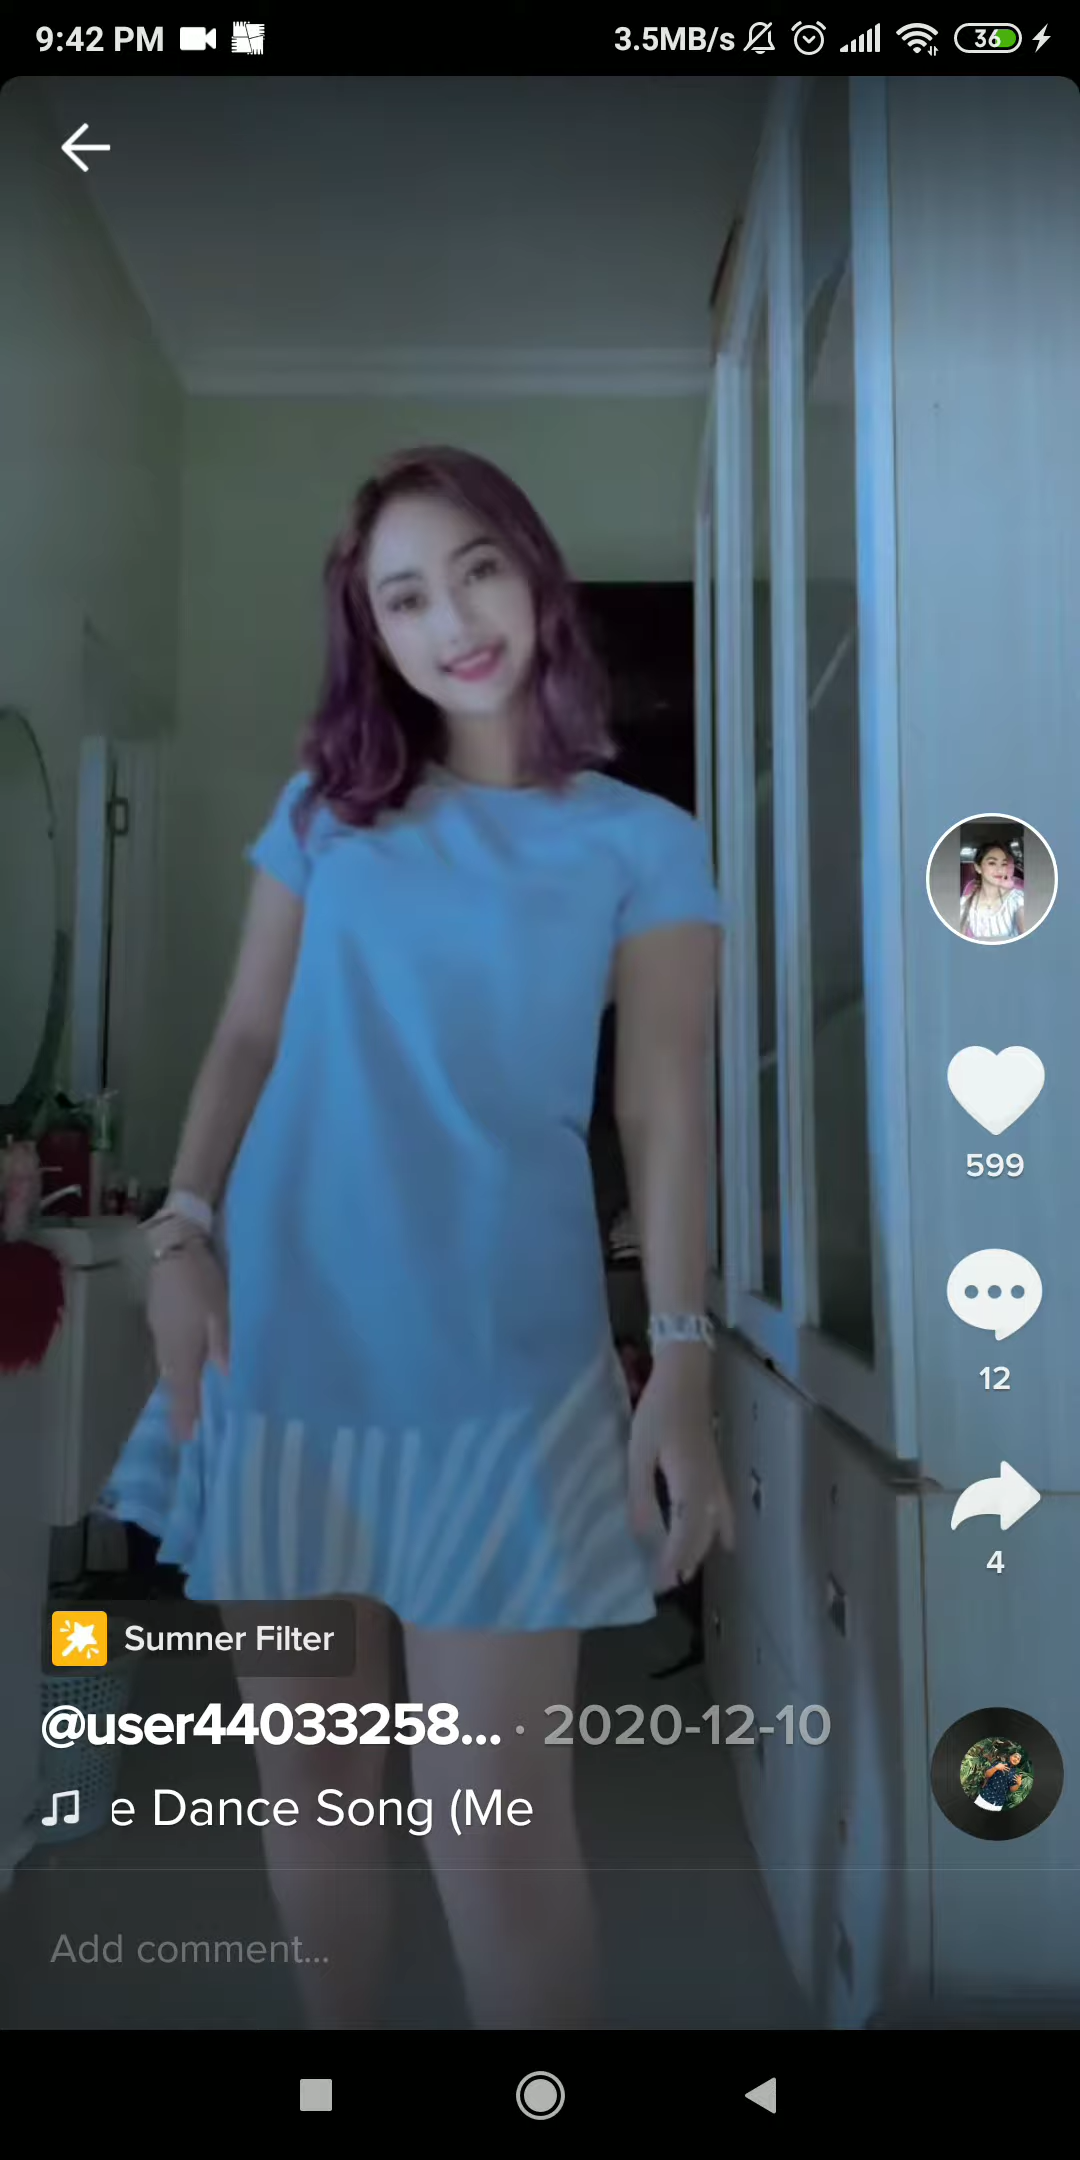 9:42 PM 3.5MB/s 36
599
12
4
Sumner Filter
@user44033258... · 2020-12-10
e Dance Song (Me
Add comment...